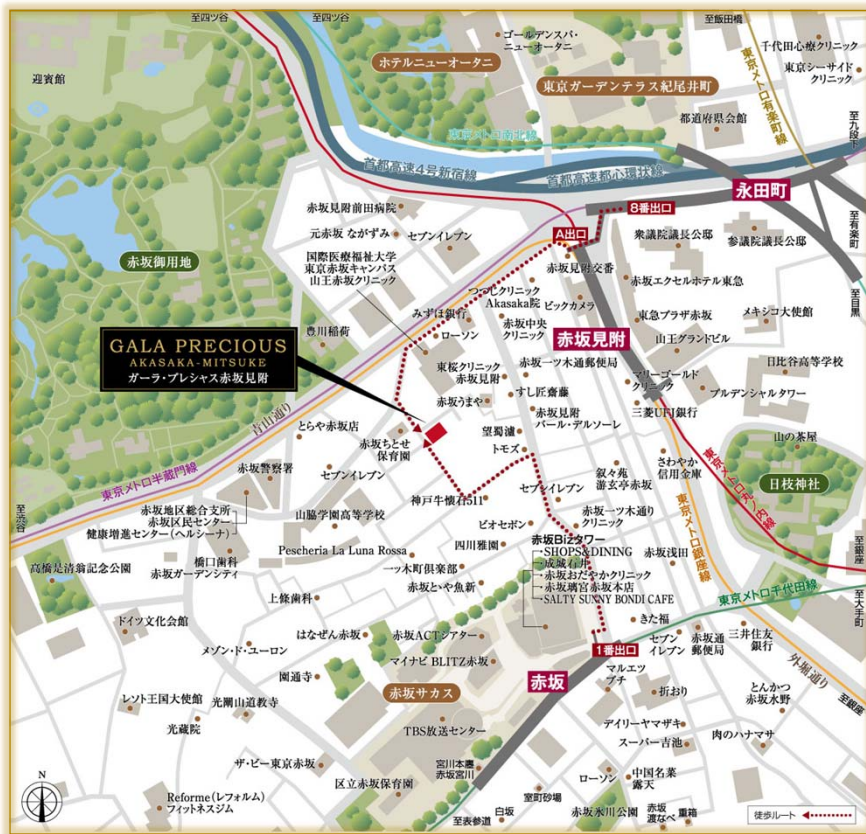 至四ツ谷
至四ツ谷
ゴールデンスパ・
ニューオータニ
至飯田橋
千代田心療クリニック
東京シーサイド
クリニック
迎賓館
ホテルニューオータニ
東京ガーデンテラス紀尾井町
東京メトロ有楽町線
都道府県会館
至九段下
東京メトロ南北線
首都高速4号新宿線
首都高速都心環状線
永田町
8番出口
赤坂見附前田病院
元赤坂 ながずみ
セブンイレブン
A出口
衆議院議長公邸
参議院議長公邸
至有楽町
赤坂御用地
国際医療福祉大学
東京赤坂キャンパス
山王赤坂クリニック
赤坂見附交番
赤坂エクセルホテル東急
至目黒
つつじクリニック
Akasaka院
ビックカメラ
みずほ銀行
豊川稲荷
ローソン
赤坂中央
クリニック
赤坂見附
東急プラザ赤坂
メキシコ大使館
山王グランドビル
GALA PRECIOUS
AKASAKA-MITSUKE
ガーラ・プレシャス赤坂見附
東桜クリニック
赤坂見附
赤坂一ツ木通郵便局
マリーゴールド
クリニック
日比谷高等学校
プルデンシャルタワー
赤坂うまや
すし匠齋藤
三菱UFJ銀行
青山通り
とらや赤坂店
赤坂見附
バール・デルソーレ
赤坂ちとせ
保育園
望蜀瀘
トモズ
山の茶屋
東京メトロ半蔵門線
赤坂警察署
セブンイレブン
叙々苑
游玄亭赤坂
さわやか
信用金庫
日枝神社
東京メトロ丸ノ内線
至渋谷
赤坂地区総合支所
赤坂区民センター
健康増進センター(ヘルシーナ)
神戸牛懐石511
セブンイレブン
山脇学園高等学校
ビオセボン
赤坂一ツ木通り
クリニック
東京メトロ銀座線
橋口歯科
赤坂ガーデンシティ
Pescheria La Luna Rossa
四川雅園
赤坂Bizタワー
SHOPS&DINING
成城石井
赤坂おだやかクリニック
赤坂璃宮赤坂本店
SALTY SUNNY BONDI CAFE
赤坂浅田
至銀座
高橋是清翁記念公園
一ツ木町倶楽部
赤坂とゝや魚新
上條歯科
東京メトロ千代田線
至大手町
ドイツ文化会館
はなぜん赤坂
赤坂ACTシアター
きた福
メゾン・ド・ユーロン
マイナビ BLITZ赤坂
1番出口
セブン
イレブン
赤坂通
郵便局
三井住友
銀行
外堀通り
園通寺
赤坂
マルエツ
プチ
至銀座
レソト王国大使館
光闡山道教寺
赤坂サカス
折おり
とんかつ
赤坂水野
光蔵院
TBS放送センター
デイリーヤマザキ
スーパー吉池
肉のハナマサ
ザ・ビー東京赤坂
宮川本廛
赤坂宮川
ローソン
中国名菜
露天
区立赤坂保育園
N
Reforme(レフォルム)
フィットネスジム
室町砂場
白坂
至表参道
赤坂氷川公園
赤坂
渡なべ
重箱
徒歩ルート